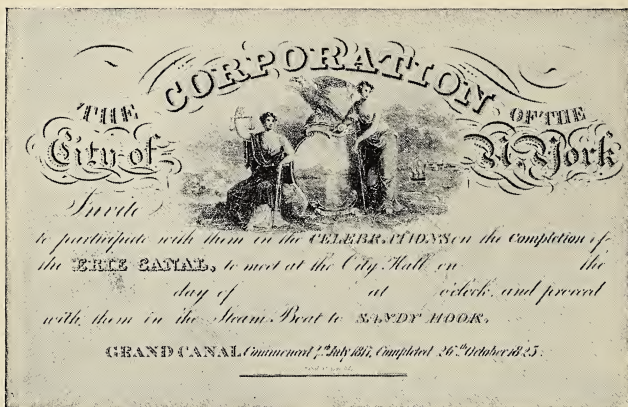 THE CORPORATION OF THE
City of N. York
Invite
to participate with them in the CELEBRATIONS on the Completion of
the ERIE CANAL, to meet at the City Hall on the
day of at o'clock, and proceed
with them in the Steam Boat to SANDY HOOK.
GRAND CANAL Commenced 4th July 1817, Completed 26th October 1825.